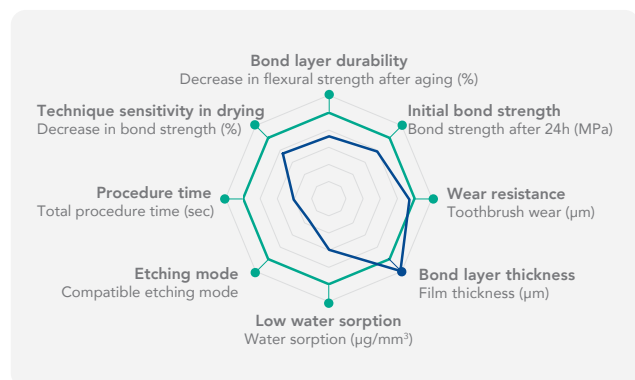 Bond layer durability
Decrease in flexural strength after aging (%)
Technique sensitivity in drying
Decrease in bond strength (%)
Initial bond strength
Bond strength after 24h (MPa)
Procedure time
Total procedure time (sec)
Wear resistance
Toothbrush wear (µm)
Etching mode
Compatible etching mode
Bond layer thickness
Film thickness (µm)
Low water sorption
Water sorption (µg/mm³)